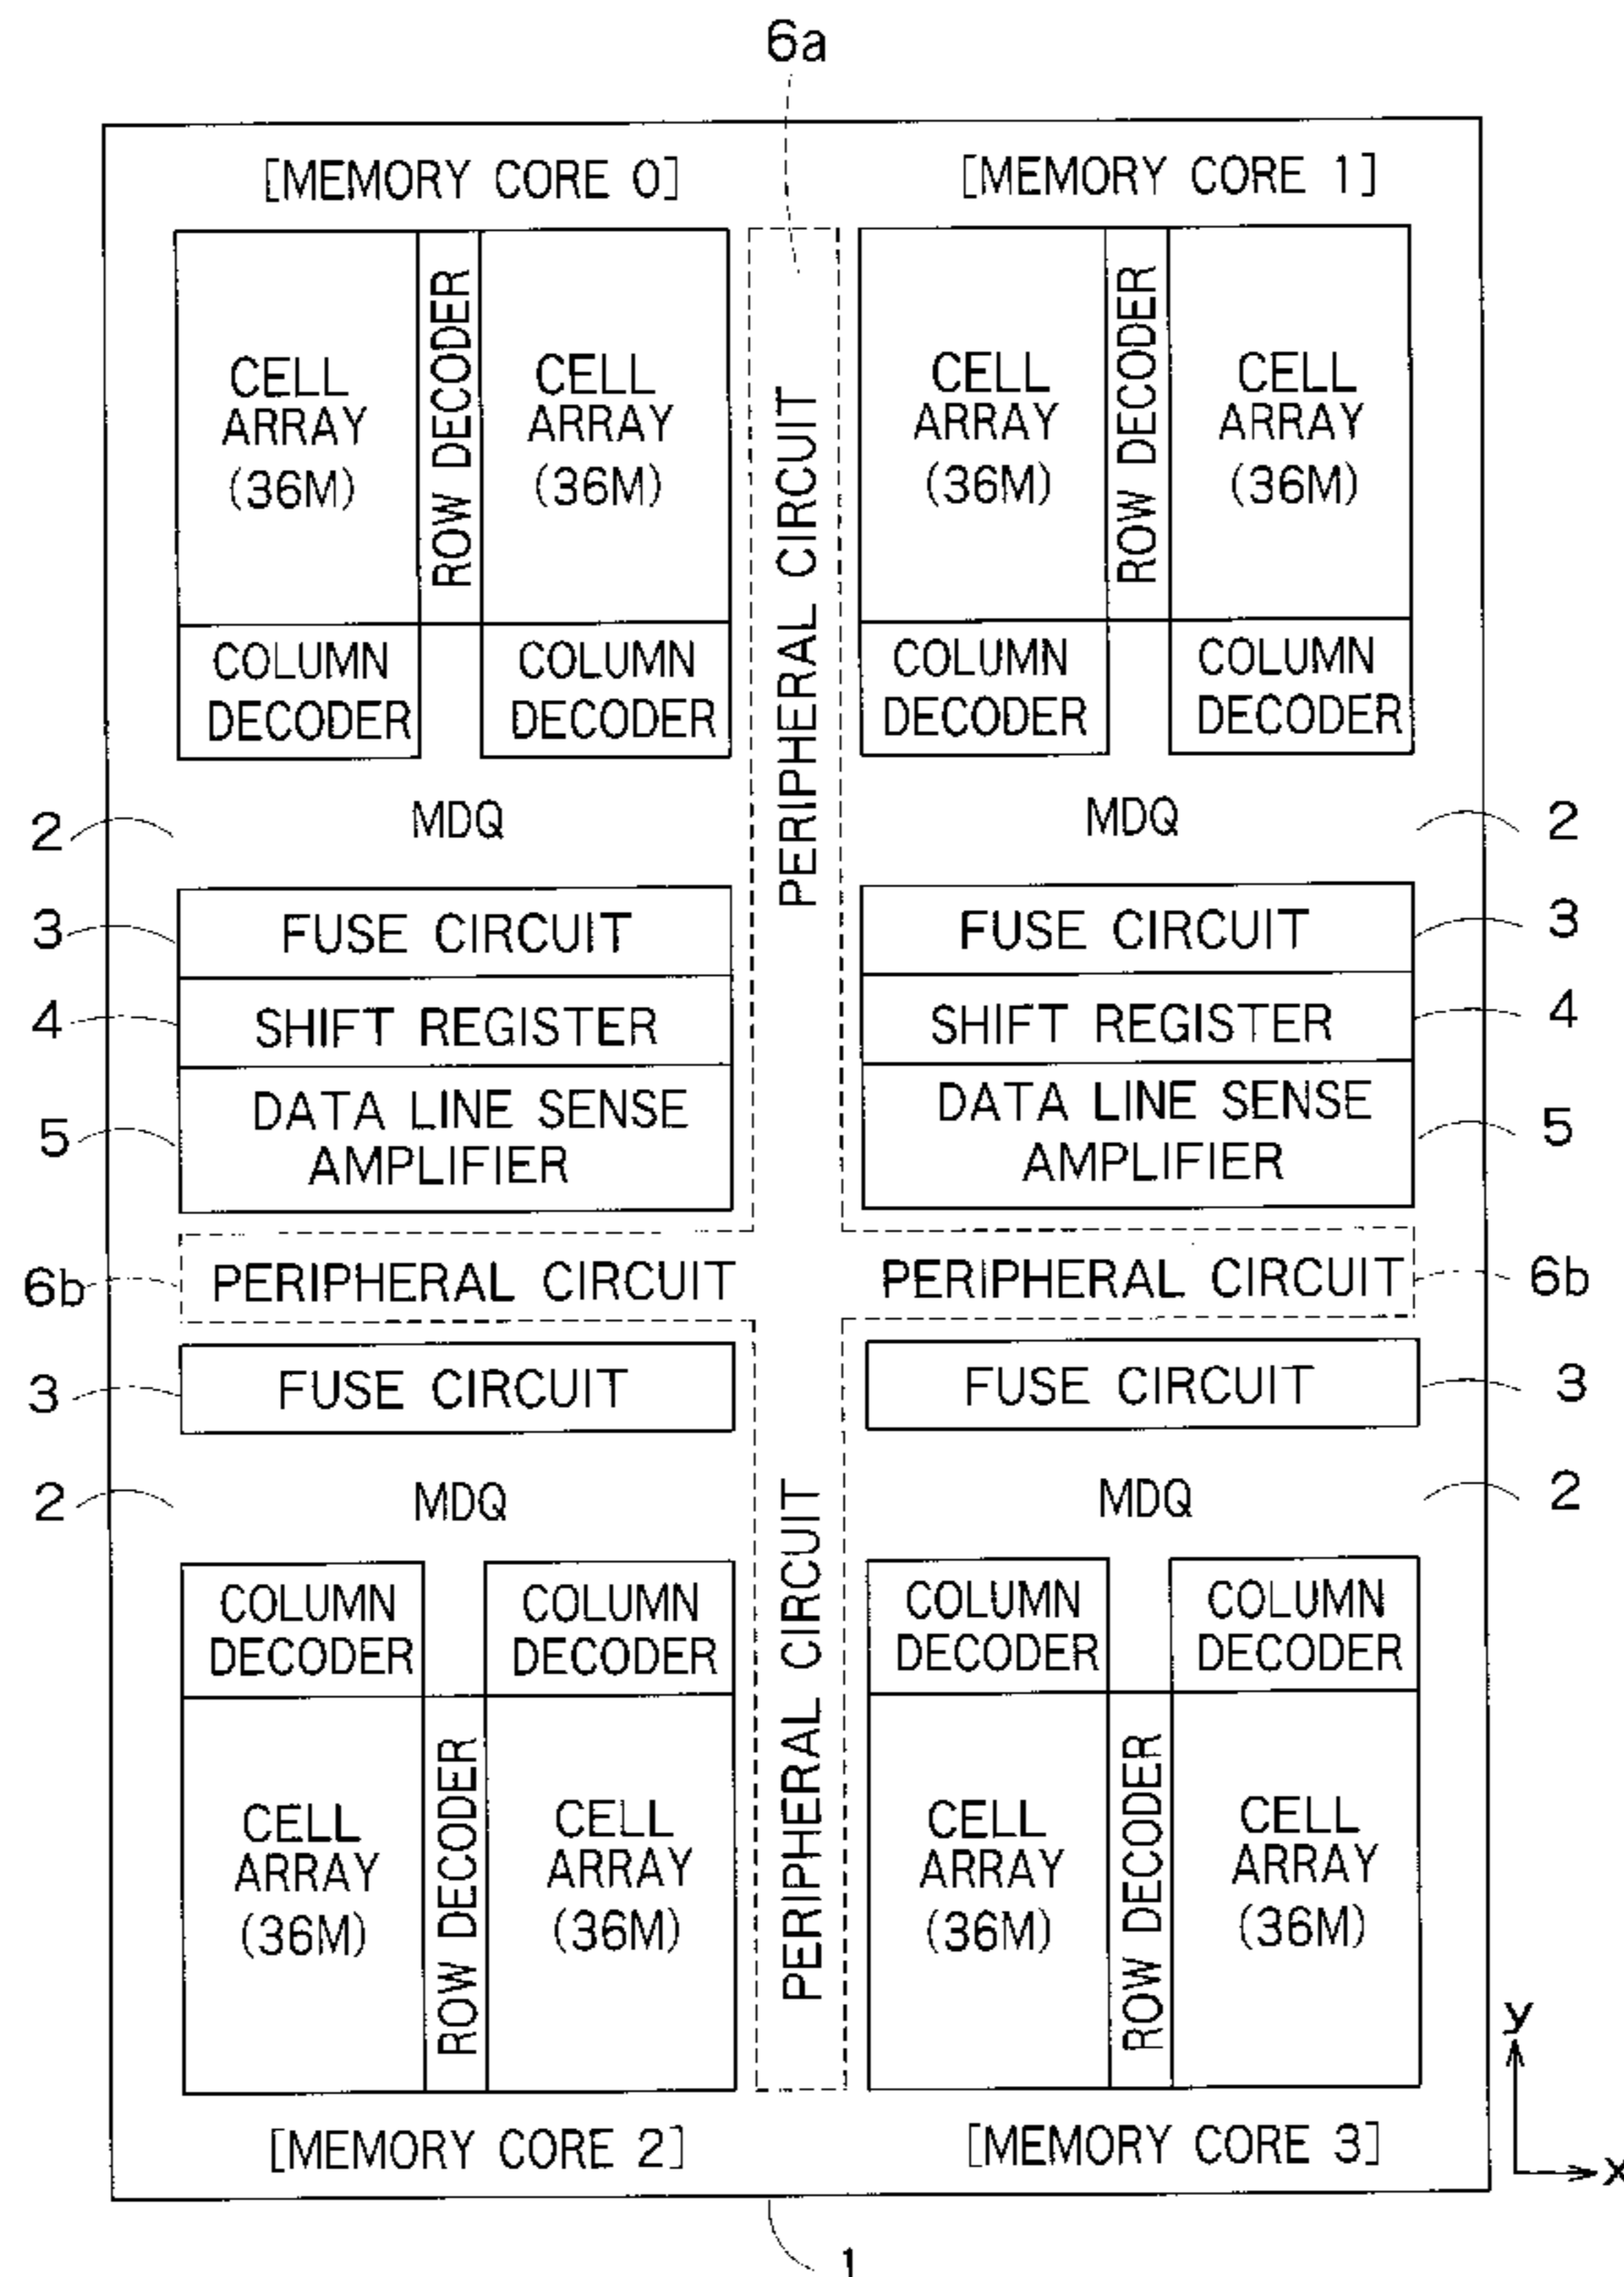 6a
[MEMORY CORE 0]
[MEMORY CORE 1]
CELL
ARRAY
(36M)
ROW DECODER
CELL
ARRAY
(36M)
PERIPHERAL CIRCUIT
CELL
ARRAY
(36M)
ROW DECODER
CELL
ARRAY
(36M)
COLUMN
DECODER
COLUMN
DECODER
COLUMN
DECODER
COLUMN
DECODER
2
MDQ
MDQ
2
3
FUSE CIRCUIT
FUSE CIRCUIT
3
4
SHIFT REGISTER
SHIFT REGISTER
4
5
DATA LINE SENSE
AMPLIFIER
DATA LINE SENSE
AMPLIFIER
5
6b
PERIPHERAL CIRCUIT
PERIPHERAL CIRCUIT
6b
3
FUSE CIRCUIT
FUSE CIRCUIT
3
2
MDQ
PERIPHERAL CIRCUIT
MDQ
2
COLUMN
DECODER
COLUMN
DECODER
COLUMN
DECODER
COLUMN
DECODER
CELL
ARRAY
(36M)
ROW DECODER
CELL
ARRAY
(36M)
CELL
ARRAY
(36M)
ROW DECODER
CELL
ARRAY
(36M)
y
x
[MEMORY CORE 2]
[MEMORY CORE 3]
1